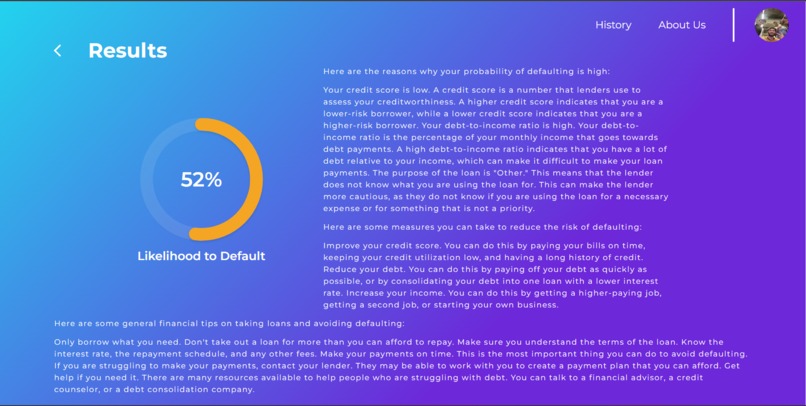 History
About Us
Results
52%
Likelihood to Default
Here are the reasons why your probability of defaulting is high:
Your credit score is low. A credit score is a number that lenders use to
assess your creditworthiness. A higher credit score indicates that you are a
lower-risk borrower, while a lower credit score indicates that you are a
higher-risk borrower. Your debt-to-income ratio is high. Your debt-to-
income ratio is the percentage of your monthly income that goes towards
debt payments. A high debt-to-income ratio indicates that you have a lot of
debt relative to your income, which can make it difficult to make your loan
payments. The purpose of the loan is "Other." This means that the lender
does not know what you are using the loan for. This can make the lender
more cautious, as they do not know if you are using the loan for a necessary
expense or for something that is not a priority.
Here are some measures you can take to reduce the risk of defaulting:
Improve your credit score. You can do this by paying your bills on time,
keeping your credit utilization low, and having a long history of credit.
Reduce your debt. You can do this by paying off your debt as quickly as
possible, or by consolidating your debt into one loan with a lower interest
rate. Increase your income. You can do this by getting a higher-paying job,
getting a second job, or starting your own business.
Here are some general financial tips on taking loans and avoiding defaulting:
Only borrow what you need. Don't take out a loan for more than you can afford to repay. Make sure you understand the terms of the loan. Know the
interest rate, the repayment schedule, and any other fees. Make your payments on time. This is the most important thing you can do to avoid defaulting.
If you are struggling to make your payments, contact your lender. They may be able to work with you to create a payment plan that you can afford. Get
help if you need it. There are many resources available to help people who are struggling with debt. You can talk to a financial advisor, a credit
counselor, or a debt consolidation company.